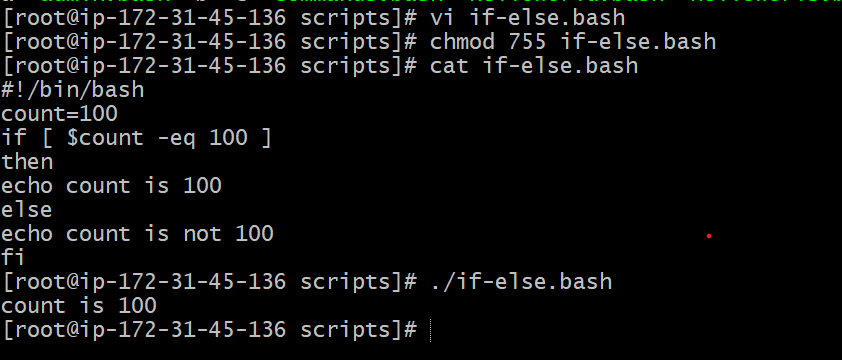 [root@ip-172-31-45-136 scripts]# vi if-else.bash
[root@ip-172-31-45-136 scripts]# chmod 755 if-else.bash
[root@ip-172-31-45-136 scripts]# cat if-else.bash
#!/bin/bash
count=100
if [ $count -eq 100 ]
then
echo count is 100
else
echo count is not 100
fi
[root@ip-172-31-45-136 scripts]# ./if-else.bash
count is 100
[root@ip-172-31-45-136 scripts]#